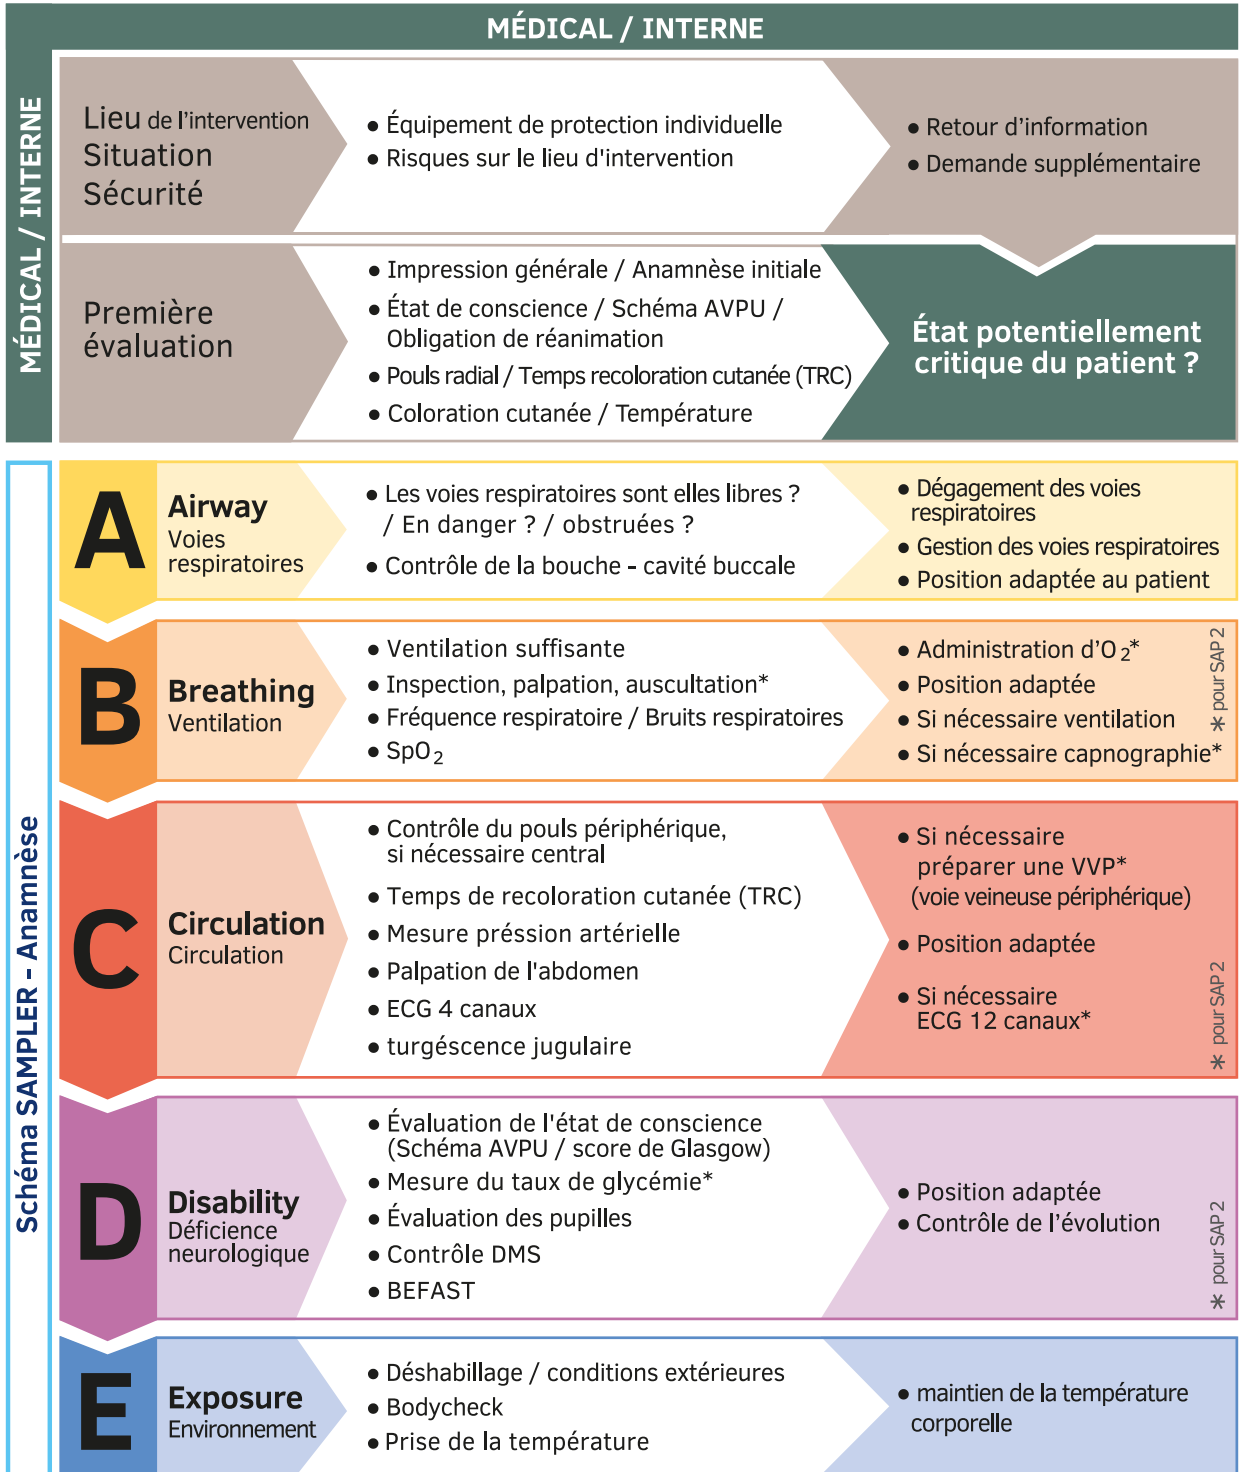 MÉDICAL / INTERNE
MÉDICAL / INTERNE
Lieu de l'intervention
Situation
Sécurité
● Équipement de protection individuelle
● Risques sur le lieu d'intervention
● Retour d'information
● Demande supplémentaire
Première
évaluation
● Impression générale / Anamnèse initiale
● État de conscience / Schéma AVPU /
Obligation de réanimation
● Pouls radial / Temps recoloration cutanée (TRC)
● Coloration cutanée / Température
État potentiellement
critique du patient ?
Schéma SAMPLER - Anamnèse
A
Airway
Voies
respiratoires
● Les voies respiratoires sont elles libres ?
/ En danger ? / obstruées ?
● Contrôle de la bouche - cavité buccale
● Dégagement des voies
respiratoires
● Gestion des voies respiratoires
● Position adaptée au patient
B
Breathing
Ventilation
● Ventilation suffisante
● Inspection, palpation, auscultation*
● Fréquence respiratoire / Bruits respiratoires
● SpO2
● Administration d'O2*
● Position adaptée
● Si nécessaire ventilation
● Si nécessaire capnographie*
* pour SAP 2
C
Circulation
Circulation
● Contrôle du pouls périphérique,
si nécessaire central
● Temps de recoloration cutanée (TRC)
● Mesure préssion artérielle
● Palpation de l'abdomen
● ECG 4 canaux
● turgéscence jugulaire
● Si nécessaire
préparer une VVP*
(voie veineuse périphérique)
● Position adaptée
● Si nécessaire
ECG 12 canaux*
* pour SAP 2
D
Disability
Déficience
neurologique
● Évaluation de l'état de conscience
(Schéma AVPU / score de Glasgow)
● Mesure du taux de glycémie*
● Évaluation des pupilles
● Contrôle DMS
● BEFAST
● Position adaptée
● Contrôle de l'évolution
* pour SAP 2
E
Exposure
Environnement
● Déshabillage / conditions extérieures
● Bodycheck
● Prise de la température
● maintien de la température
corporelle